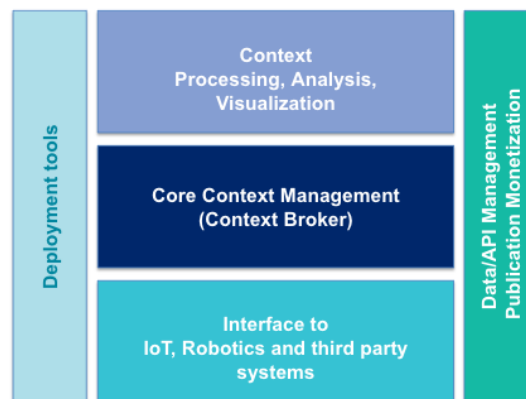 Deployment tools
Context
Processing, Analysis,
Visualization
Core Context Management
(Context Broker)
Interface to
IoT, Robotics and third party
systems
Data/API Management
Publication Monetization